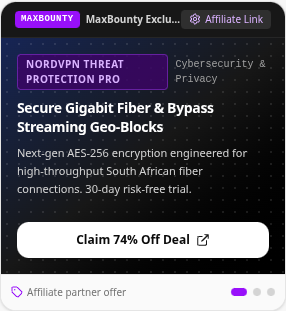 MAXBOUNTY MaxBounty Exclu... Affiliate Link
NORDVPN THREAT
PROTECTION PRO
Cybersecurity &
Privacy
Secure Gigabit Fiber & Bypass
Streaming Geo-Blocks
Next-gen AES-256 encryption engineered for
high-throughput South African fiber
connections. 30-day risk-free trial.
Claim 74% Off Deal
Affiliate partner offer